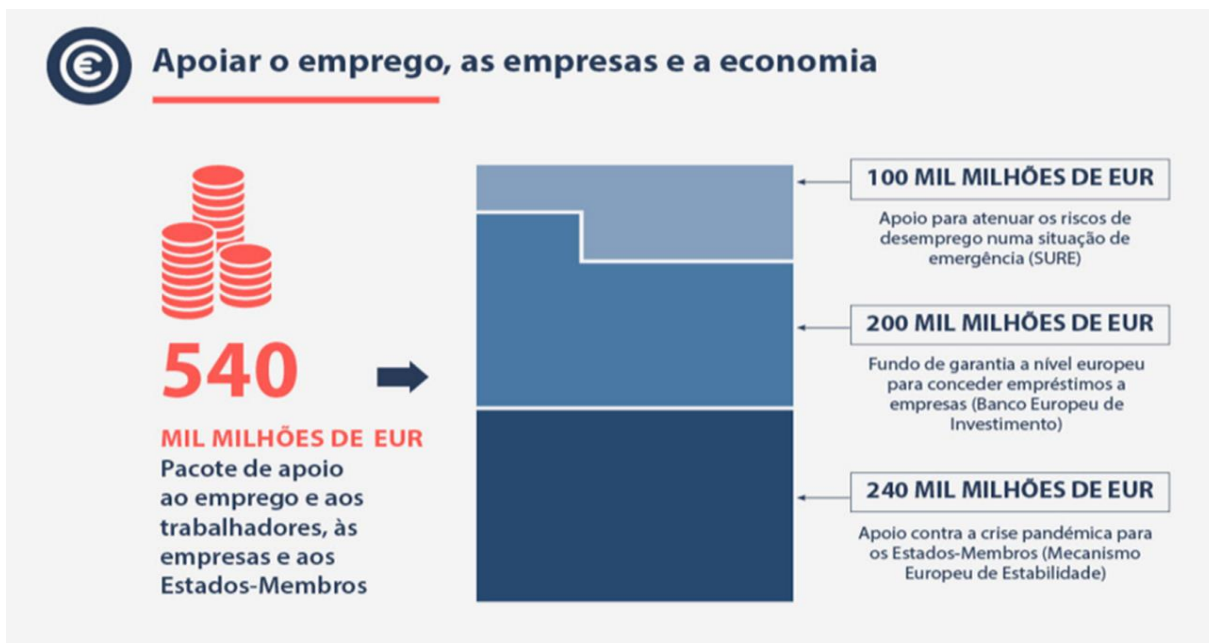 Apoiar o emprego, as empresas e a economia
540
MIL MILHÕES DE EUR
Pacote de apoio
ao emprego e aos
trabalhadores, às
empresas e aos
Estados-Membros
100 MIL MILHÕES DE EUR
Apoio para atenuar os riscos de
desemprego numa situação de
emergência (SURE)
200 MIL MILHÕES DE EUR
Fundo de garantia a nível europeu
para conceder empréstimos a
empresas (Banco Europeu de
Investimento)
240 MIL MILHÕES DE EUR
Apoio contra a crise pandémica para
os Estados-Membros (Mecanismo
Europeu de Estabilidade)